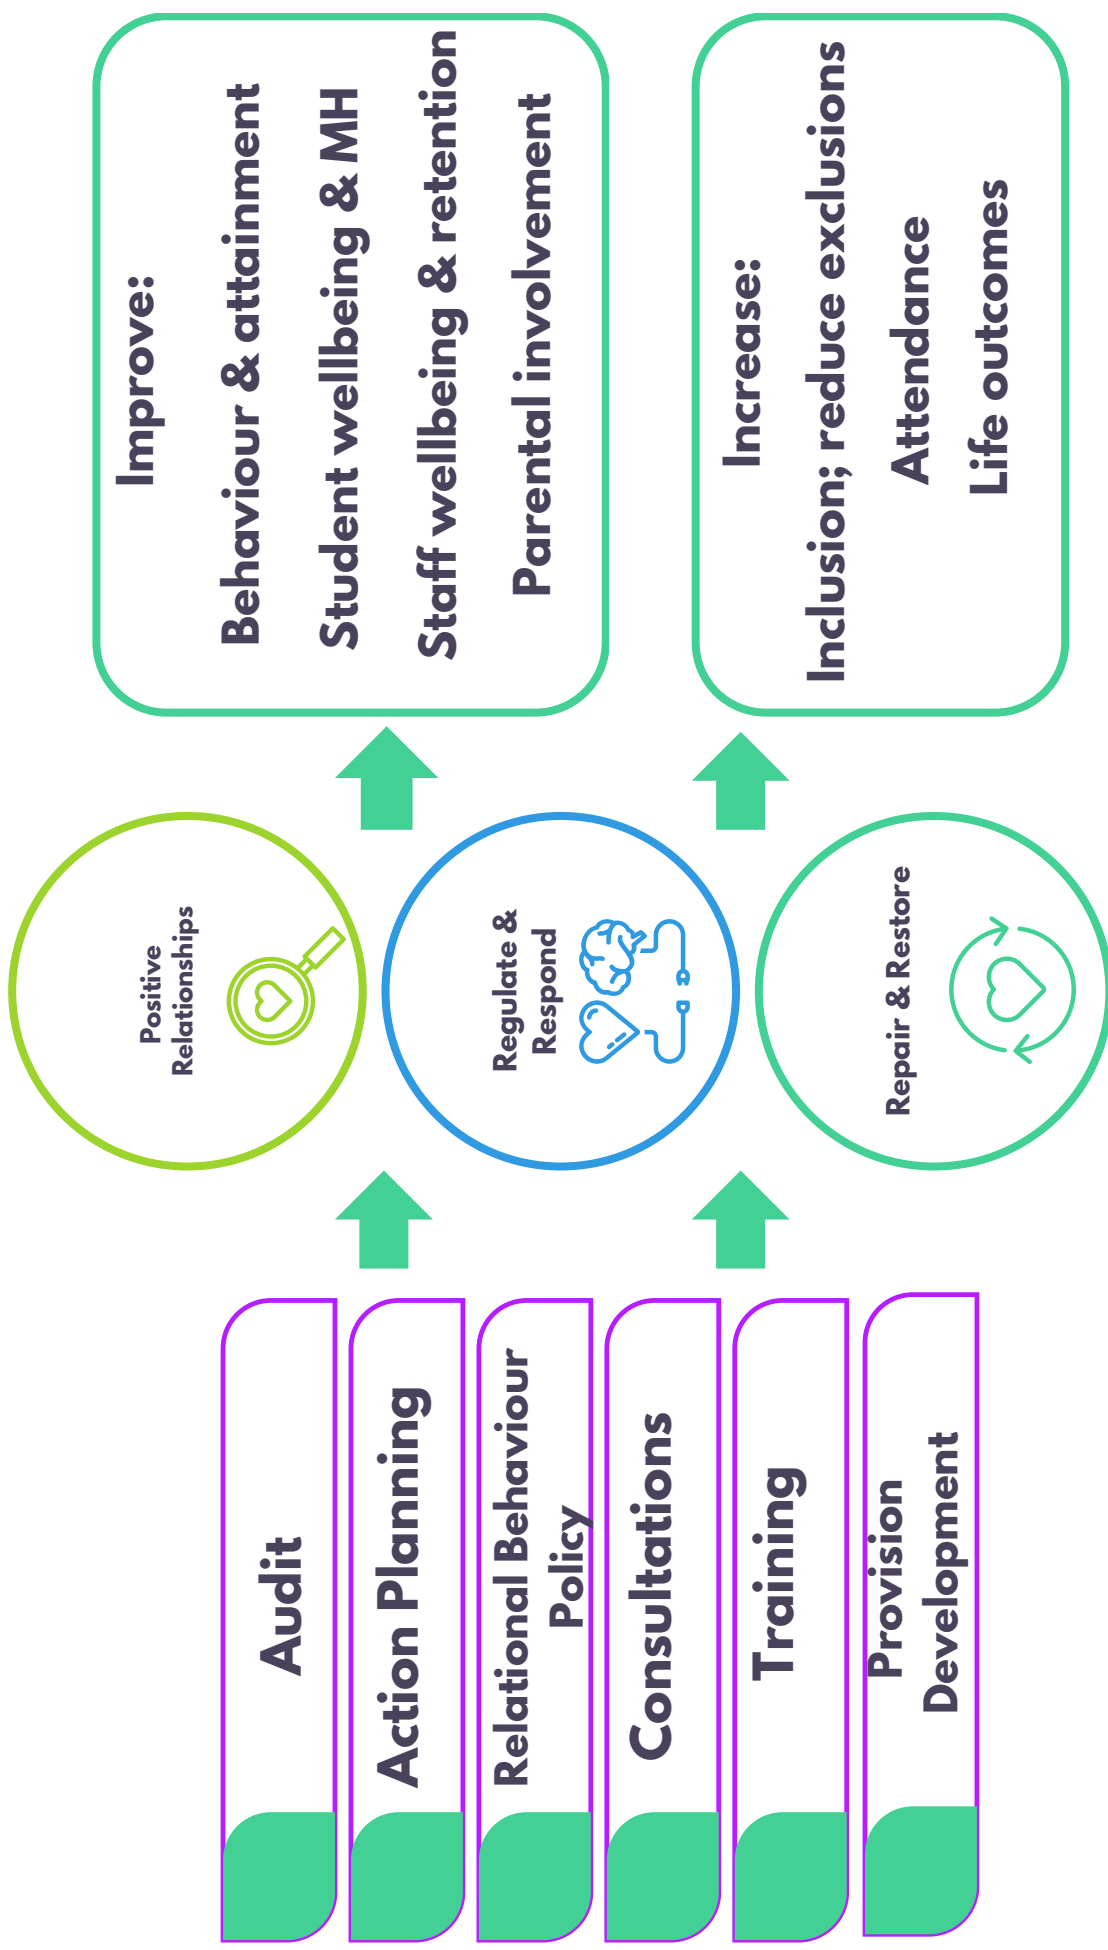 Audit
Action Planning
Relational Behaviour
Policy
Consultations
Training
Provision
Development
Positive
Relationships
Regulate &
Respond
Repair & Restore
Improve:
Behaviour & attainment
Student wellbeing & MH
Staff wellbeing & retention
Parental involvement
Increase:
Inclusion; reduce exclusions
Attendance
Life outcomes